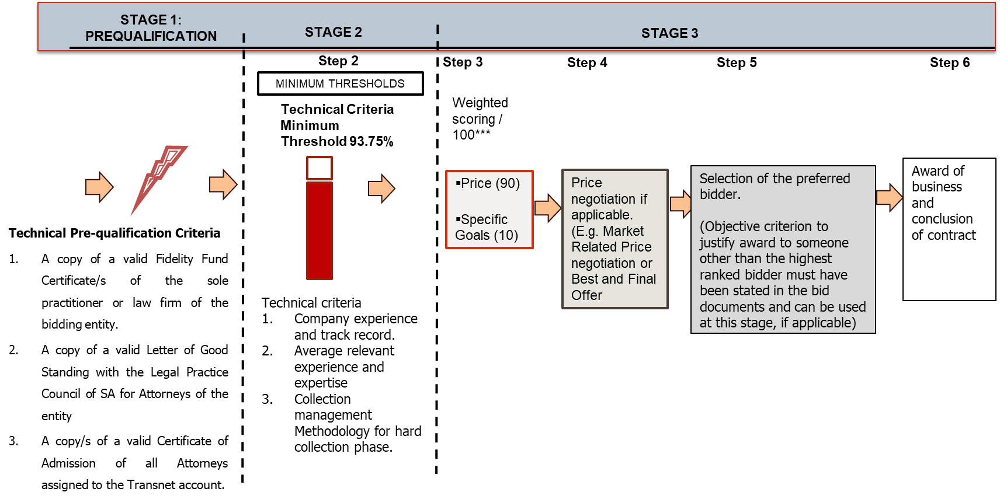 STAGE 1:
PREQUALIFICATION
STAGE 2
STAGE 3
Technical Pre-qualification Criteria
1. A copy of a valid Fidelity Fund
Certificate/s of the sole
practitioner or law firm of the
bidding entity.
2. A copy of a valid Letter of Good
Standing with the Legal Practice
Council of SA for Attorneys of the
entity
3. A copy/s of a valid Certificate of
Admission of all Attorneys
assigned to the Transnet account.
Step 2
MINIMUM THRESHOLDS
Technical Criteria
Minimum
Threshold 93.75%
Technical criteria
1. Company experience
and track record.
2. Average relevant
experience and
expertise
3. Collection
management
Methodology for hard
collection phase.
Step 3
Weighted
scoring /
100***
▪Price (90)
▪Specific
Goals (10)
Step 4
Price
negotiation if
applicable.
(E.g. Market
Related Price
negotiation or
Best and Final
Offer
Step 5
Selection of the preferred
bidder.
(Objective criterion to
justify award to someone
other than the highest
ranked bidder must have
been stated in the bid
documents and can be used
at this stage, if applicable)
Step 6
Award of
business
and
conclusion
of contract